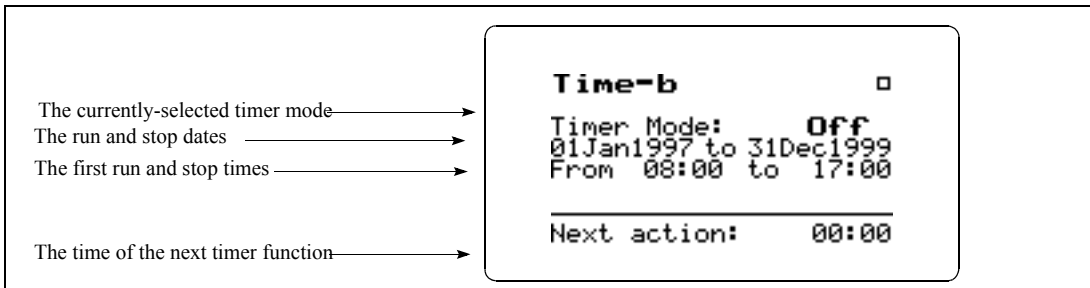 Time-b
The currently-selected timer mode
Timer Mode: Off
The run and stop dates
01Jan1997 to 31Dec1999
The first run and stop times
From 08:00 to 17:00
The time of the next timer function
Next action: 00:00